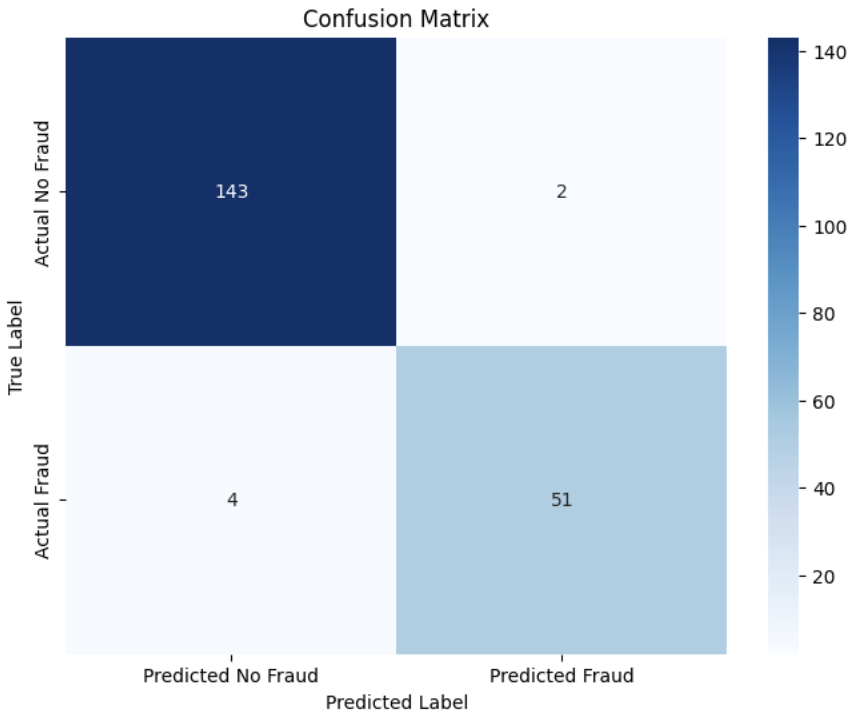 Confusion Matrix
Actual No Fraud
Actual Fraud
True Label
143
2
4
51
Predicted No Fraud
Predicted Fraud
Predicted Label
140
120
100
80
60
40
20